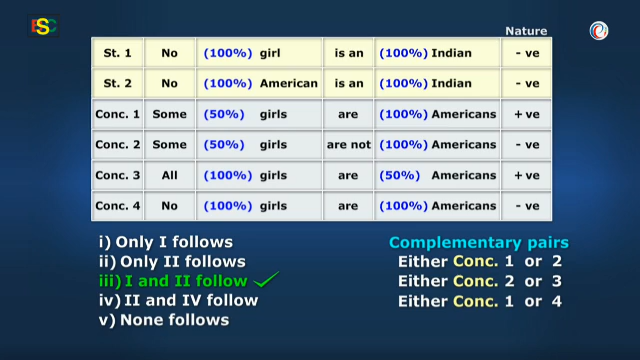 ESC
Nature
St. 1 No (100%) girl is an (100%) Indian - ve
St. 2 No (100%) American is an (100%) Indian - ve
Conc. 1 Some (50%) girls are (100%) Americans + ve
Conc. 2 Some (50%) girls are not (100%) Americans - ve
Conc. 3 All (100%) girls are (50%) Americans + ve
Conc. 4 No (100%) girls are (100%) Americans - ve
i) Only I follows
ii) Only II follows
iii) I and II follow
iv) II and IV follow
v) None follows
Complementary pairs
Either Conc. 1 or 2
Either Conc. 2 or 3
Either Conc. 1 or 4